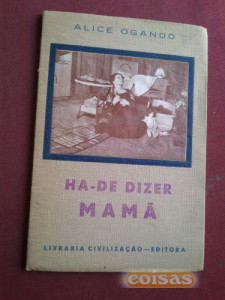 ALICE OGANDO
HA-DE DIZER
MAMÃ
LIVRARIA CIVILIZAÇÃO—EDITORA
coisas